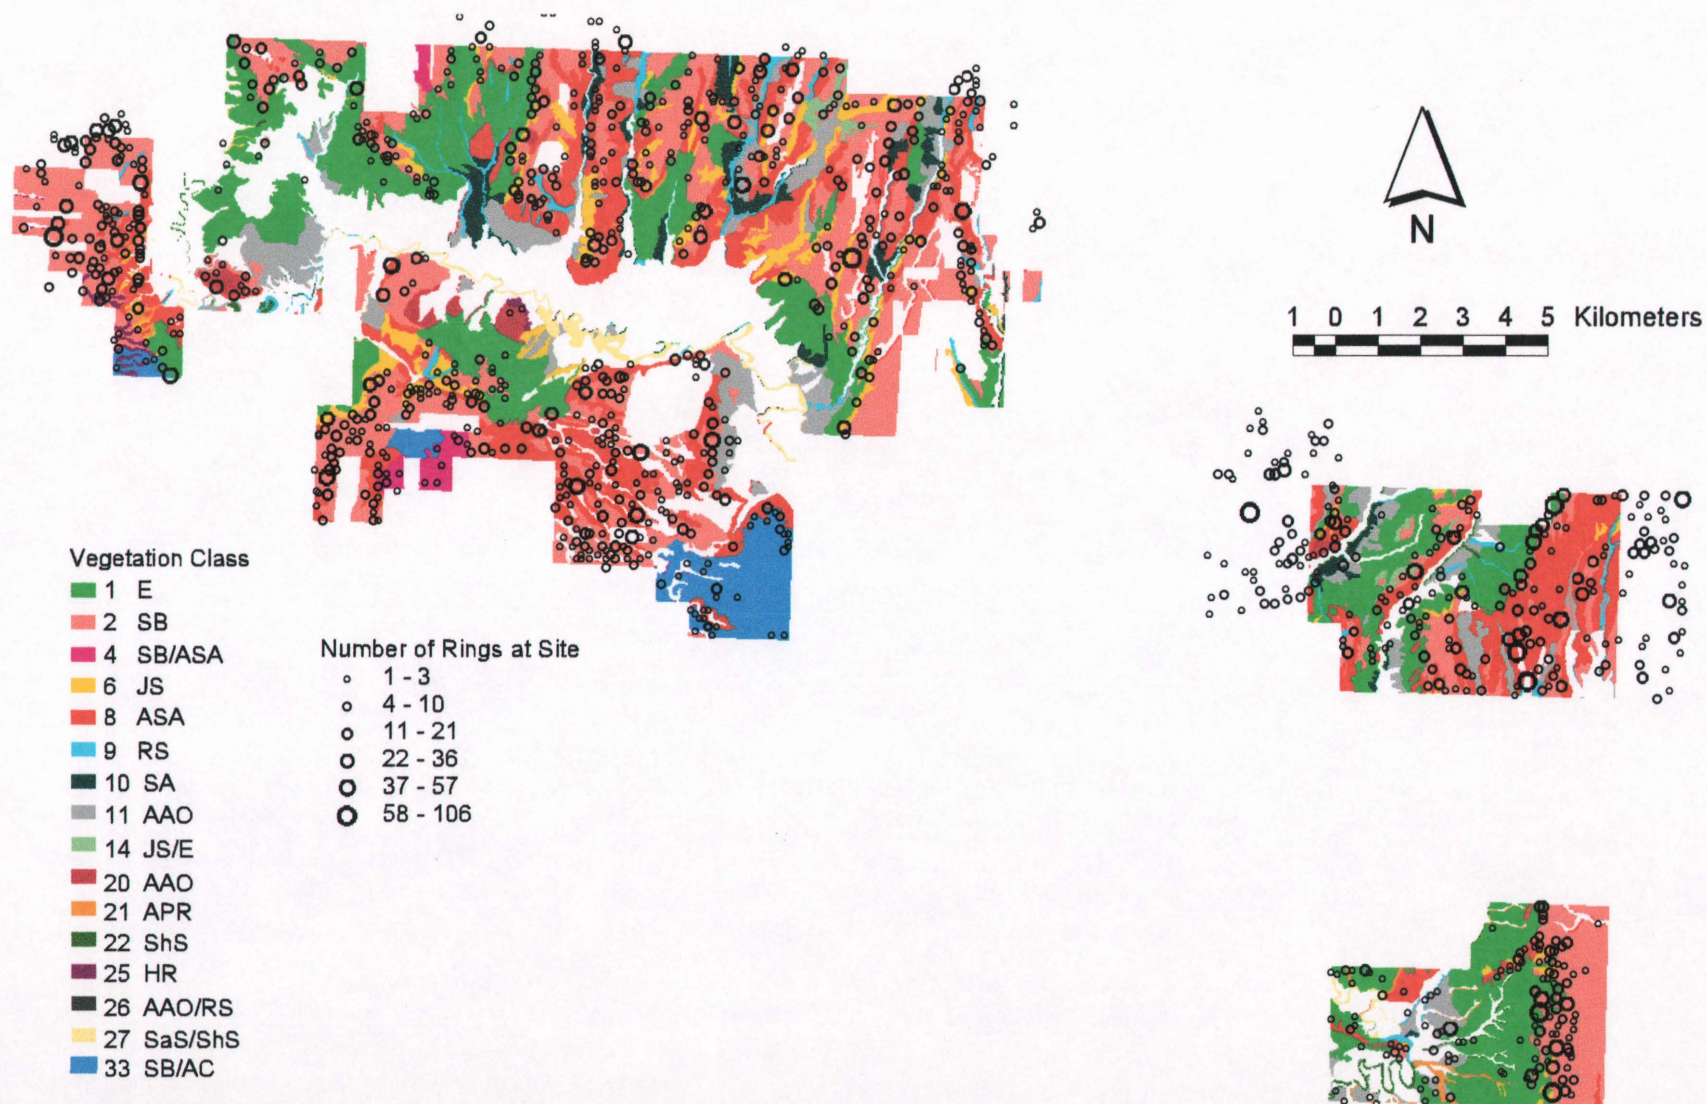 N
1 0 1 2 3 4 5 Kilometers
Vegetation Class
1 E
2 SB
4 SB/ASA
6 JS
8 ASA
9 RS
10 SA
11 AAO
14 JS/E
20 AAO
21 APR
22 ShS
25 HR
26 AAO/RS
27 SaS/ShS
33 SB/AC
Number of Rings at Site
1 - 3
4 - 10
11 - 21
22 - 36
37 - 57
58 - 106